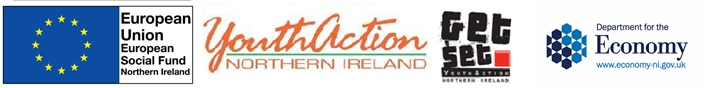 European
Union
European
Social Fund
Northern Ireland
YouthAction
NORTHERN IRELAND
Get
Set
YOUTHACTION
NORTHERN IRELAND
Department for the
Economy
www.economy-ni.gov.uk